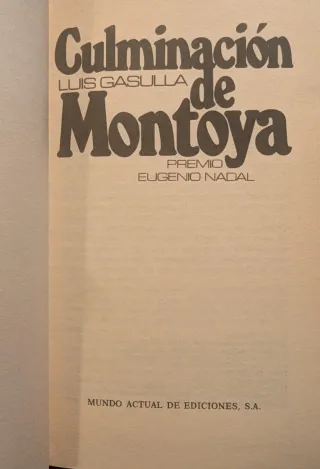 Culminación
LUIS GASULLA
de
Montoya
PREMIO
EUGENIO NADAL
MUNDO ACTUAL DE EDICIONES, S.A.